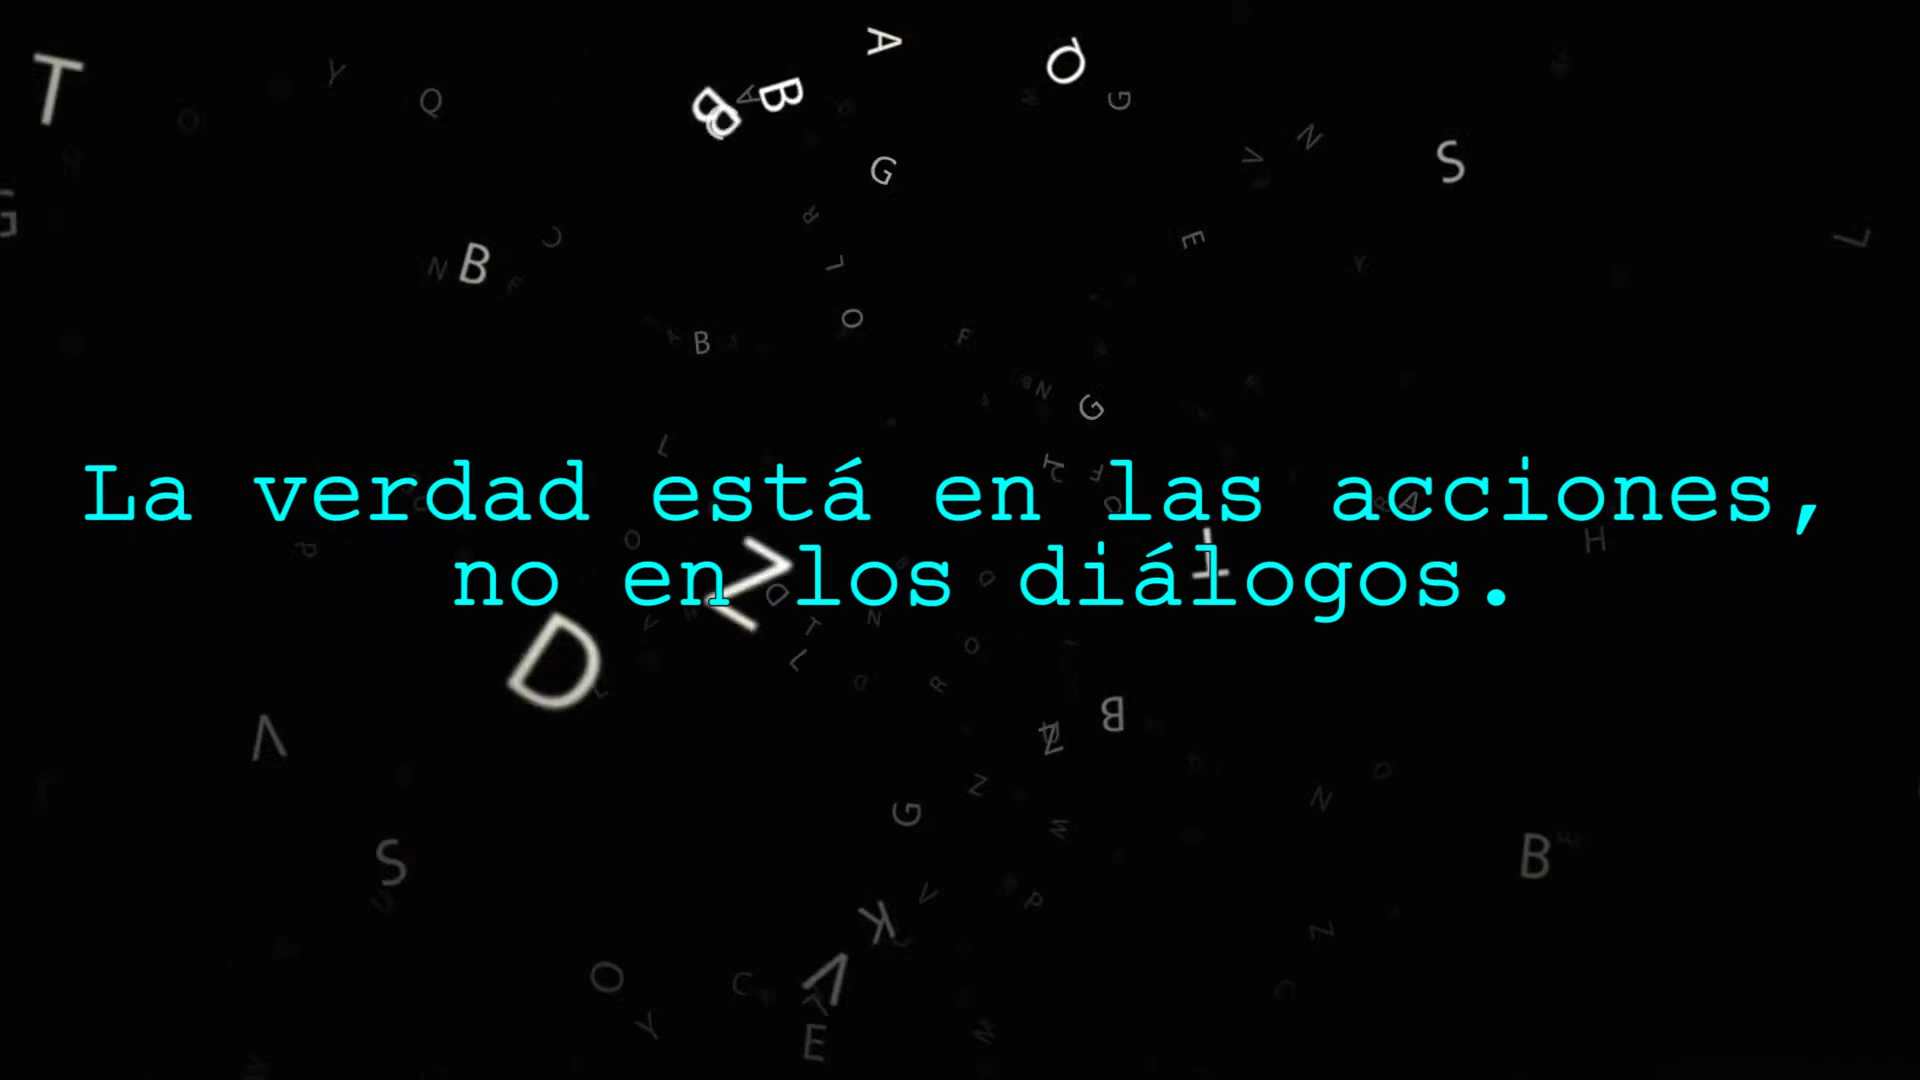 La verdad está en las acciones,
no en los diálogos.